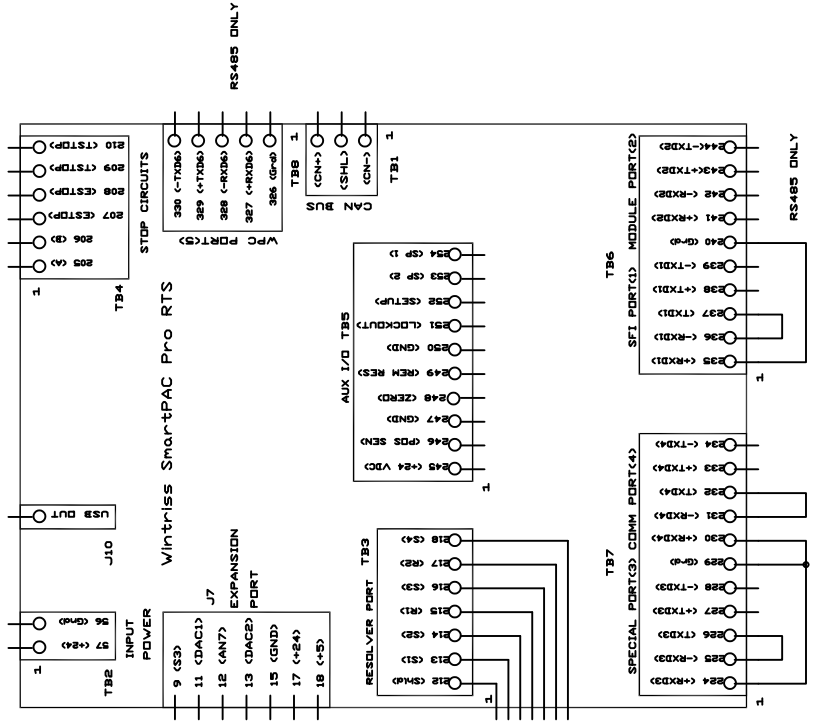 RS485 ONLY
210 (TSTOP)
209 (TSTOP)
208 (ESTOP)
207 (ESTOP)
206 (B)
205 (A)
1
TB4
STOP CIRCUITS
330 (-TXD6)
329 (+TXD6)
328 (-RXD6)
327 (+RXD6)
326 (Grd)
WPC PORT(5)
1
TB8
(CN+)
(SHL)
(CN-)
CAN BUS
1
TB1
254 (SP 1)
253 (SP 2)
252 (SETUP)
251 (LOCKOUT)
250 (GND)
249 (REM RES)
248 (ZERO)
247 (GND)
246 (POS SEN)
245 (+24 VDC)
1
AUX I/O TB5
244(-TXD2)
243(+TXD2)
242 (-RXD2)
241 (+RXD2)
240 (Grd)
239 (-TXD1)
238 (+TXD1)
237 (TXD1)
236 (-RXD1)
235 (+RXD1)
1
SFI PORT(1) MODULE PORT(2)
TB6
RS485 ONLY
Wintriss SmartPAC Pro RTS
USB OUT
J10
56 (Gnd)
57 (+24)
1
TB2
INPUT
POWER
J7
EXPANSION
PORT
9 (S3)
11 (DAC1)
12 (AN7)
13 (DAC2)
15 (GND)
17 (+24)
18 (+5)
218 (S4)
217 (R2)
216 (S3)
215 (R1)
214 (S2)
213 (S1)
212 (Shld)
1
RESOLVER PORT
TB3
234 (-TXD4)
233 (+TXD4)
232 (TXD4)
231 (-RXD4)
230 (+RXD4)
229 (Grd)
228 (-TXD3)
227 (+TXD3)
226 (TXD3)
225 (-RXD3)
224 (+RXD3)
1
SPECIAL PORT(3) COMM PORT(4)
TB7